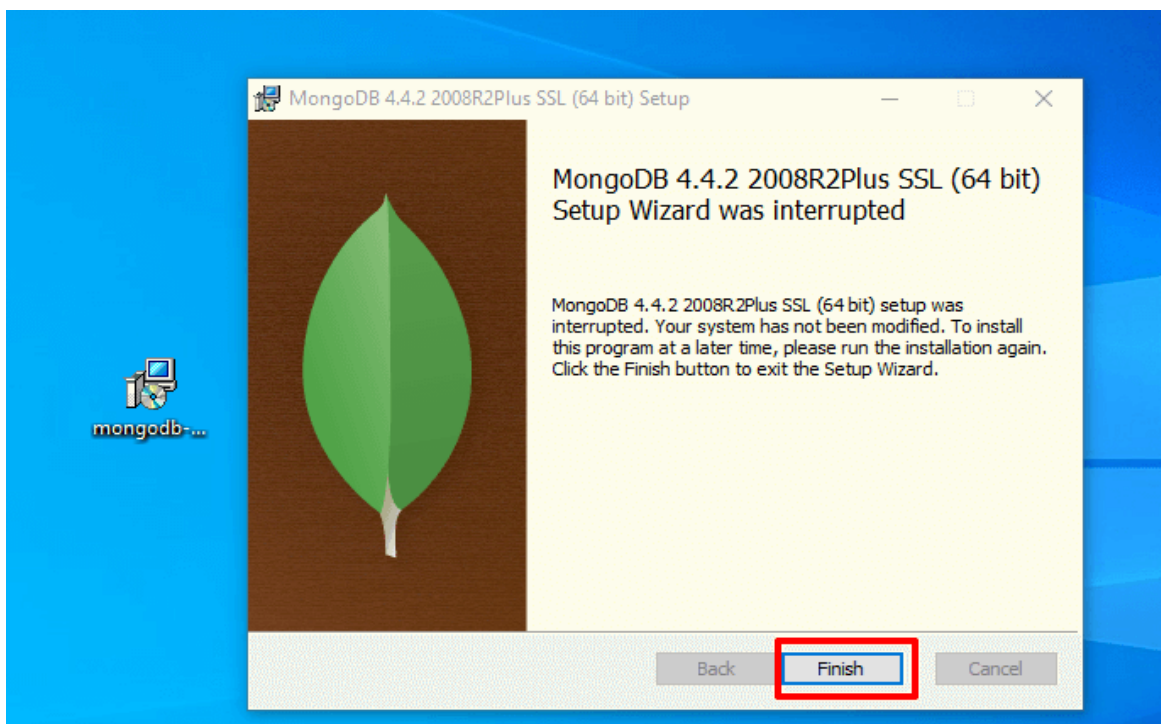 MongoDB 4.4.2 2008R2Plus SSL (64 bit) Setup
MongoDB 4.4.2 2008R2Plus SSL (64 bit)
Setup Wizard was interrupted
MongoDB 4.4.2 2008R2Plus SSL (64 bit) setup was
interrupted. Your system has not been modified. To install
this program at a later time, please run the installation again.
Click the Finish button to exit the Setup Wizard.
mongodb-...
Back
Finish
Cancel